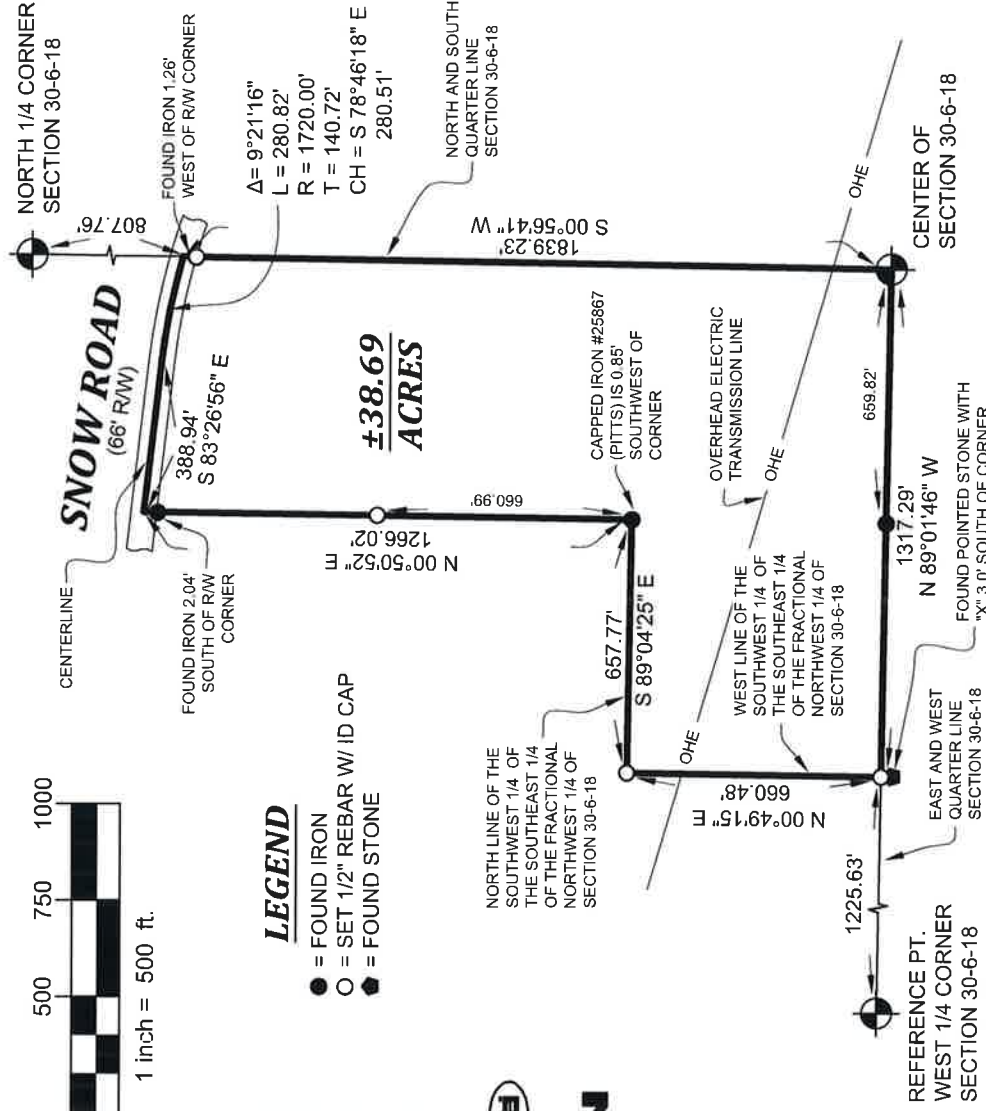 NORTH 1/4 CORNER
SECTION 30-6-18
807.76'
FOUND IRON 1.26'
WEST OF R/W CORNER
SNOW ROAD
(66' R/W)
CENTERLINE
Δ= 9°21'16"
L = 280.82'
R = 1720.00'
T = 140.72'
CH = S 78°46'18" E
280.51'
NORTH AND SOUTH
QUARTER LINE
SECTION 30-6-18
388.94'
S 83°26'56" E
FOUND IRON 2.04'
SOUTH OF R/W
CORNER
S 00°56'41" W
1839.23'
±38.69
ACRES
660.99'
1266.02'
N 00°50'52" E
CAPPED IRON #25867
(PITTS) IS 0.85'
SOUTHWEST OF
CORNER
OHE
500
750
1000
1 inch = 500 ft.
LEGEND
= FOUND IRON
= SET 1/2" REBAR W/ ID CAP
= FOUND STONE
OVERHEAD ELECTRIC
TRANSMISSION LINE
OHE
657.77'
S 89°04'25" E
NORTH LINE OF THE
SOUTHWEST 1/4 OF
THE SOUTHEAST 1/4
OF THE FRACTIONAL
NORTHWEST 1/4 OF
SECTION 30-6-18
OHE
WEST LINE OF THE
SOUTHWEST 1/4 OF
THE SOUTHEAST 1/4
OF THE FRACTIONAL
NORTHWEST 1/4 OF
SECTION 30-6-18
660.48'
N 00°49'15" E
659.82'
1317.29'
N 89°01'46" W
CENTER OF
SECTION 30-6-18
FOUND POINTED STONE WITH
"X" 3.0' SOUTH OF CORNER
EAST AND WEST
QUARTER LINE
SECTION 30-6-18
1225.63'
REFERENCE PT.
WEST 1/4 CORNER
SECTION 30-6-18